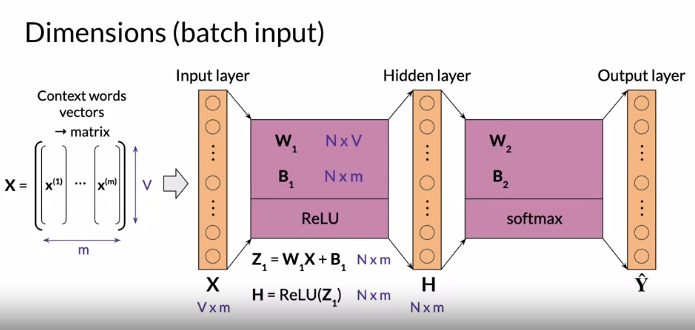 Dimensions (batch input)
Input layer
Hidden layer
Output layer
Context words
vectors
→ matrix
X =
x(1)
...
x(m)
V
m
W1 N x V
B1 N x m
ReLU
W2
B2
softmax
Z1 = W1X + B1 N x m
H = ReLU(Z1) N x m
X
V x m
H
N x m
Ŷ